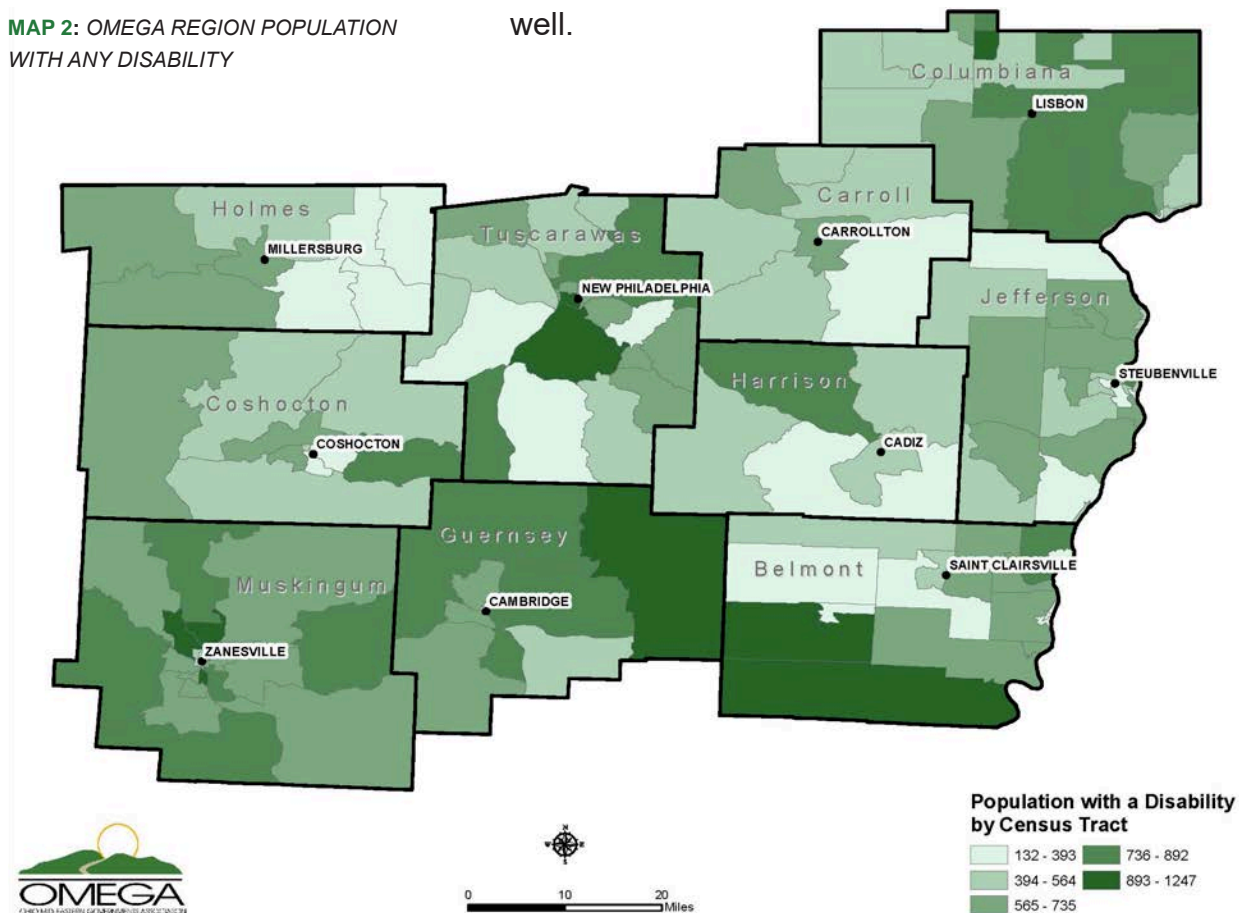 MAP 2: OMEGA REGION POPULATION
WITH ANY DISABILITY
well.
Columbiana
LISBON
Holmes
MILLERSBURG
Tuscarawas
NEW PHILADELPHIA
Carroll
CARROLLTON
Jefferson
STEUBENVILLE
Coshocton
COSHOCTON
Harrison
CADIZ
Muskingum
ZANESVILLE
Guernsey
CAMBRIDGE
Belmont
SAINT CLAIRSVILLE
Population with a Disability
by Census Tract
132 - 393
394 - 564
565 - 735
736 - 892
893 - 1247
N
W E
S
0 10 20
Miles
OMEGA